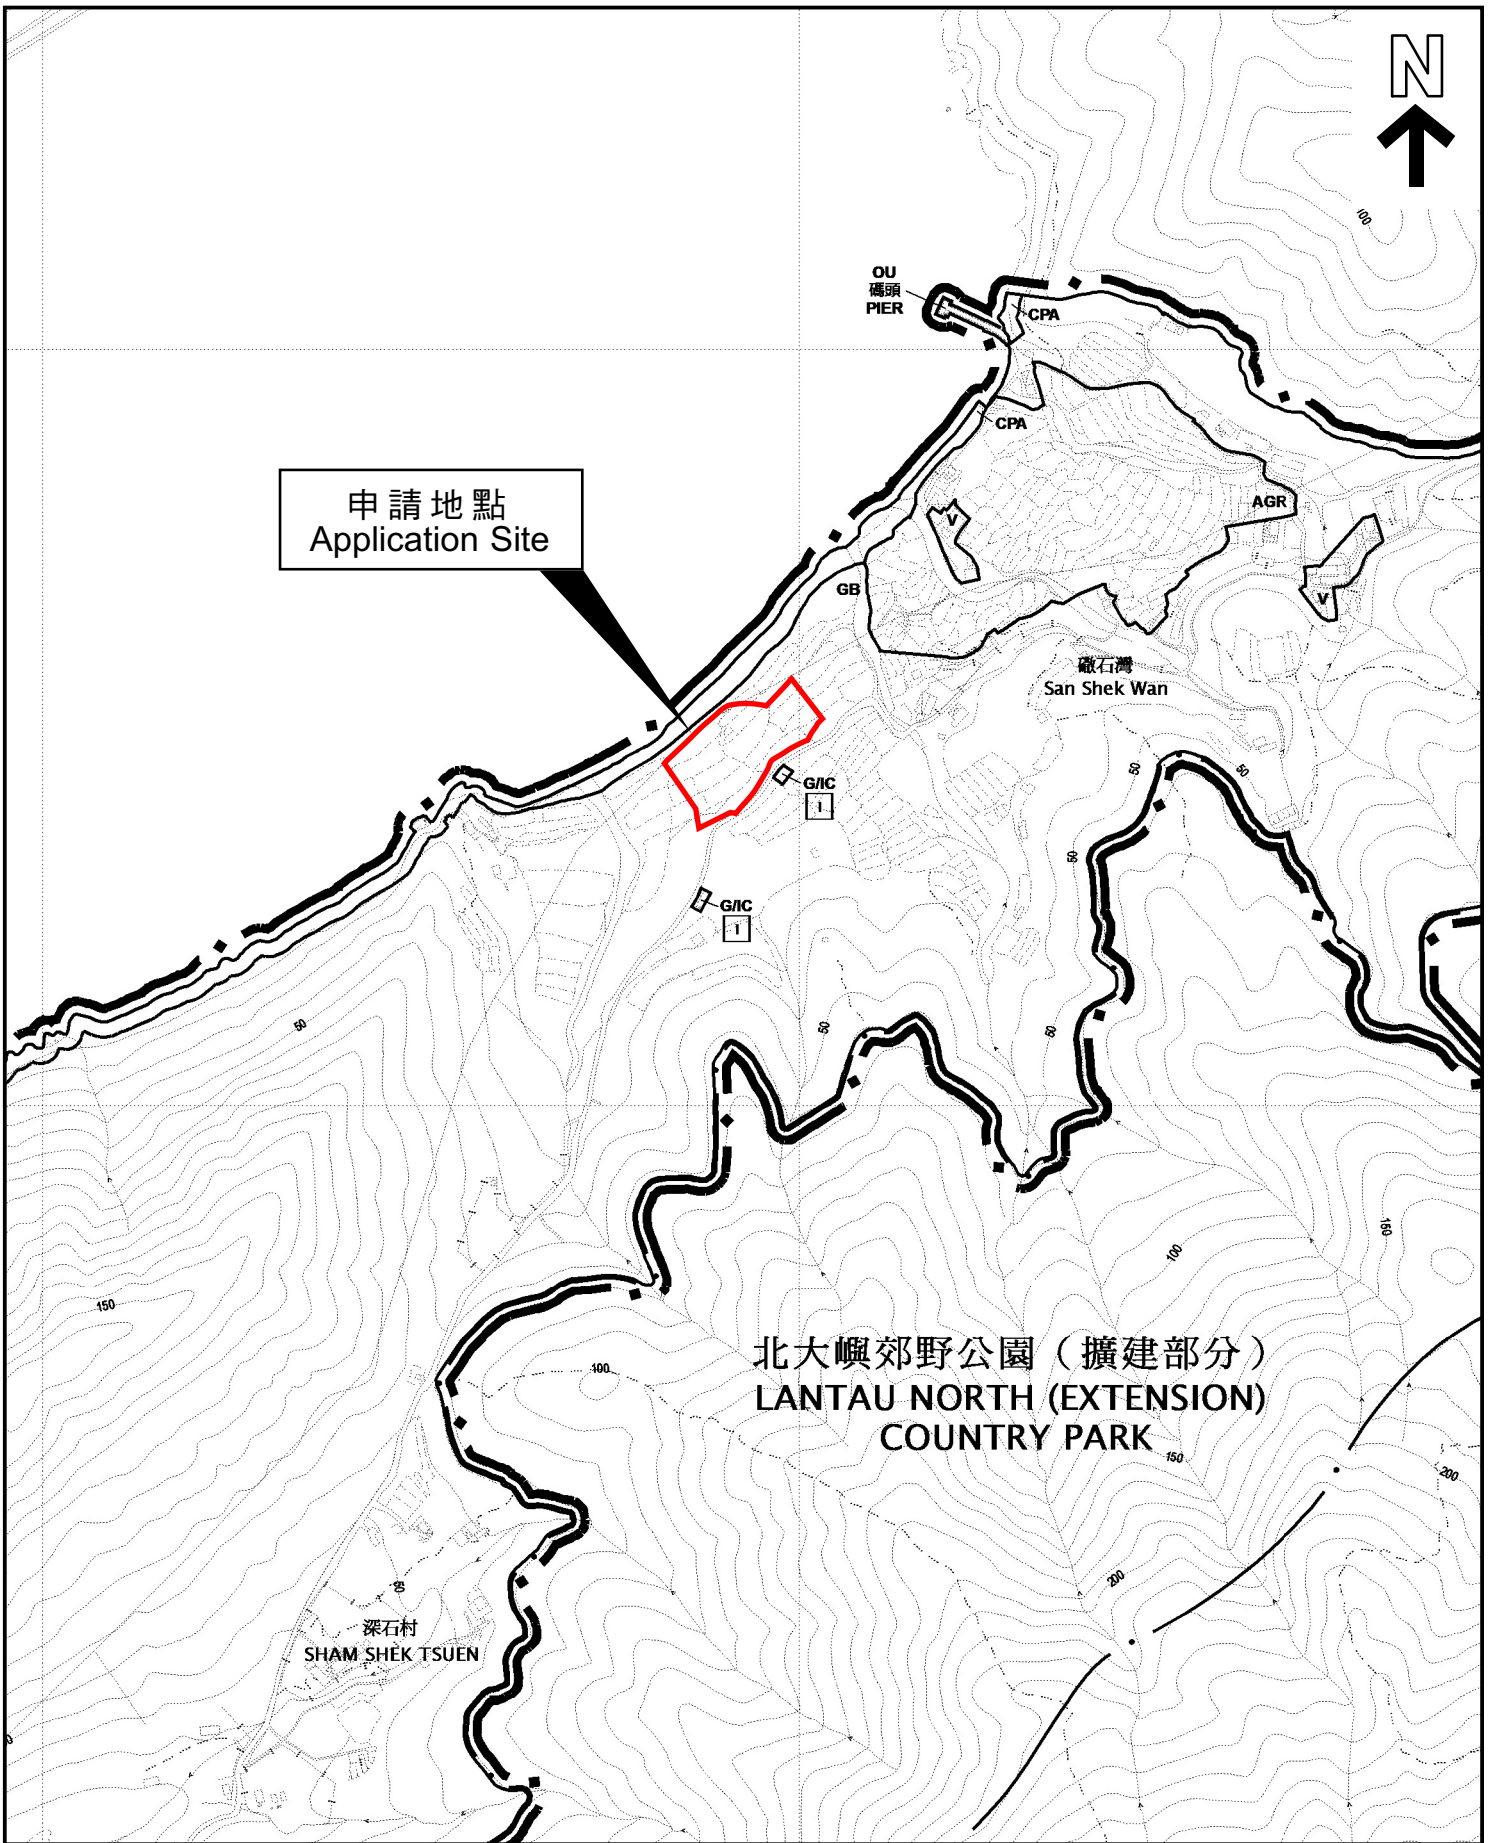 N
100
OU
碼頭
PIER
CPA
CPA
申請地點
Application Site
V
AGR
GB
V
磡石灣
San Shek Wan
50
50
G/IC
I
50
G/IC
I
50
50
50
150
150
100
北大嶼郊野公園（擴建部分）
LANTAU NORTH (EXTENSION)
COUNTRY PARK
100
150
200
200
50
深石村
SHAM SHEK TSUEN